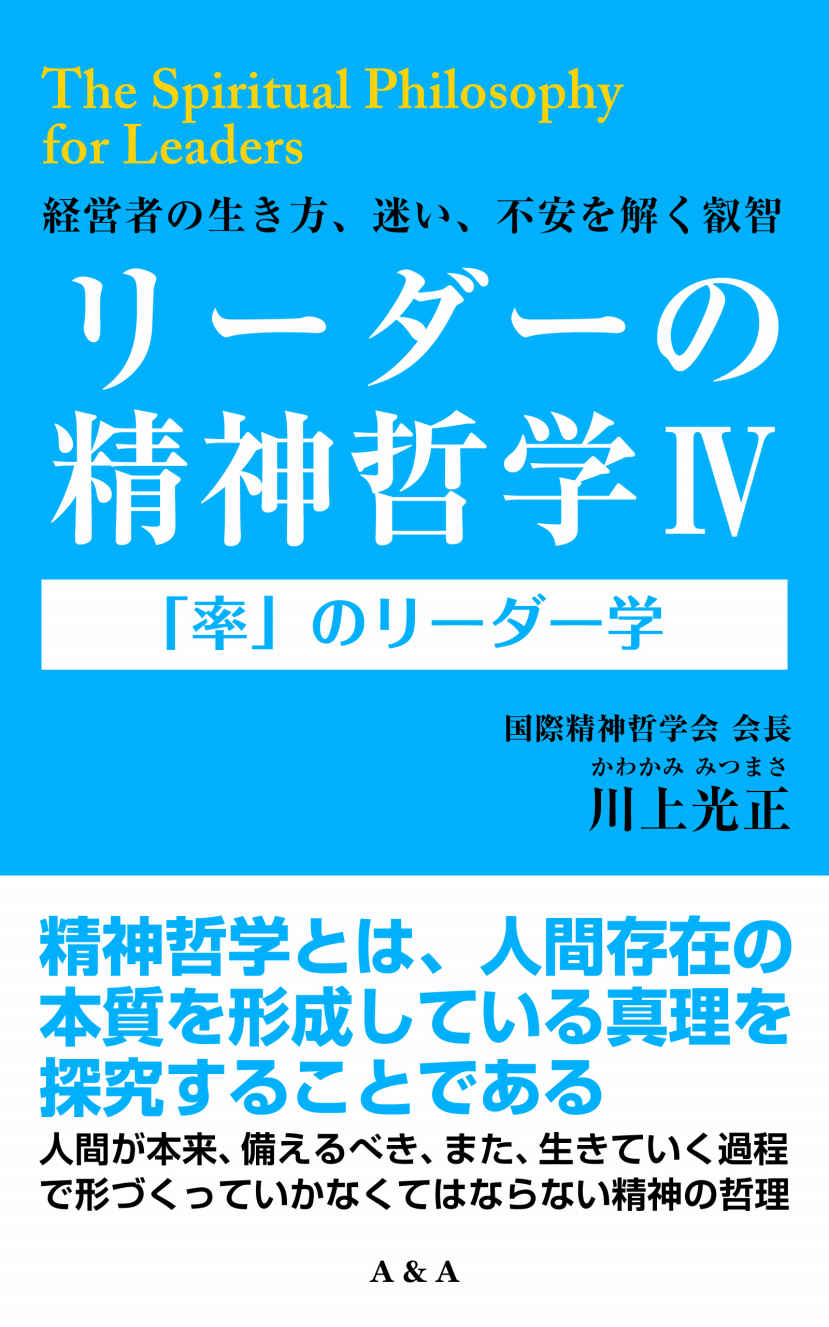 The Spiritual Philosophy
for Leaders
経営者の生き方、迷い、不安を解く叡智
リーダーの
精神哲学Ⅳ
「率」のリーダー学
国際精神哲学会 会長
かわかみ みつまさ
川上光正
精神哲学とは、人間存在の
本質を形成している真理を
探究することである
人間が本来、備えるべき、また、生きていく過程
で形づくっていかなくてはならない精神の哲理
A & A